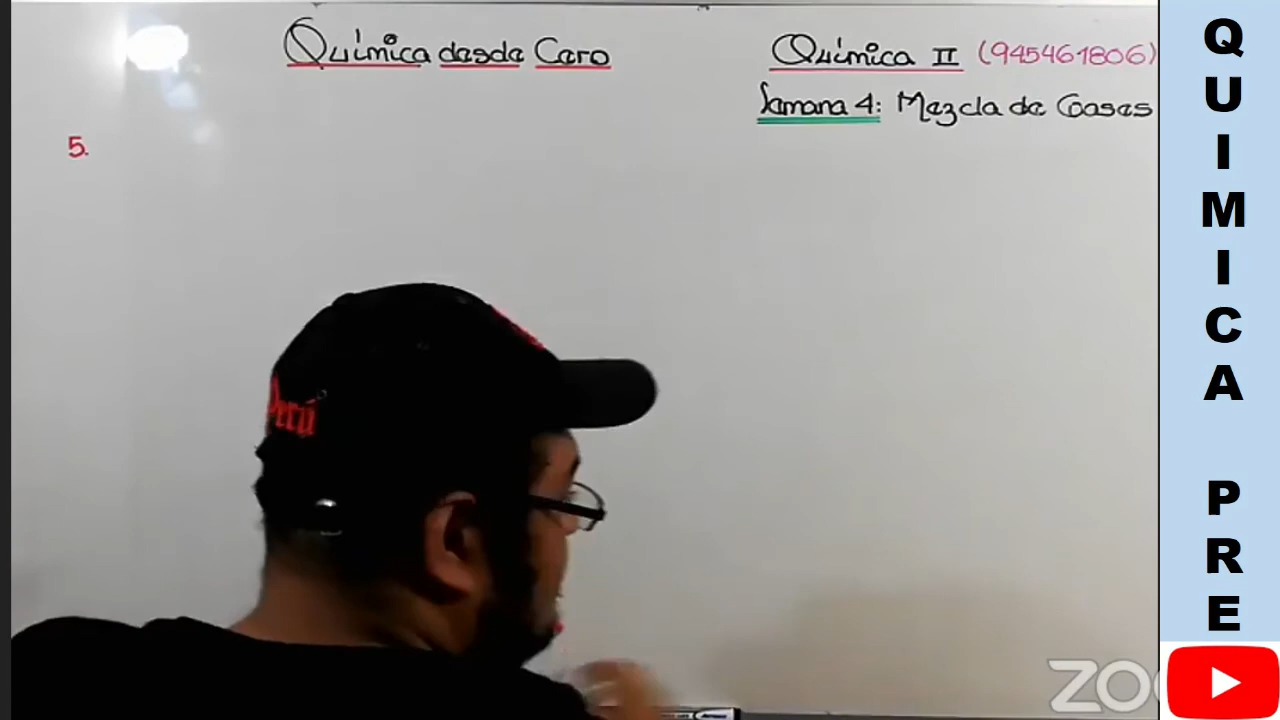 Química desde Cero
Química II (945461806)
Semana 4: Mezcla de Gases
5.
Perú
QUIMICA PRE